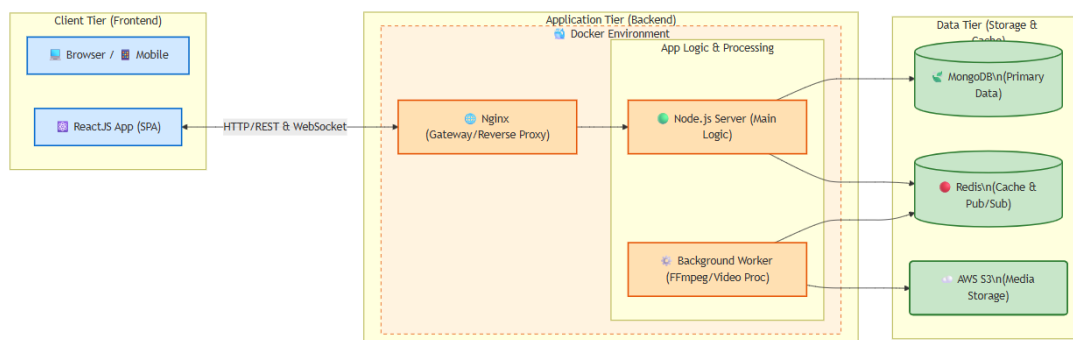 Client Tier (Frontend)
Browser / Mobile
ReactJS App (SPA)
HTTP/REST & WebSocket
Application Tier (Backend)
Docker Environment
Nginx
(Gateway/Reverse Proxy)
App Logic & Processing
Node.js Server (Main
Logic)
Background Worker
(FFmpeg/Video Proc)
Data Tier (Storage &
Cache)
MongoDB\n(Primary
Data)
Redis\n(Cache &
Pub/Sub)
AWS S3\n(Media
Storage)